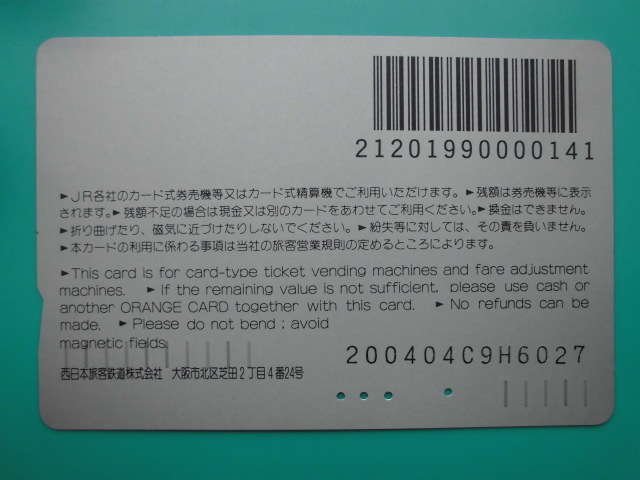 21201990000141
►JR各社のカード式券売機等又はカード式精算機でご利用いただけます。►残額は券売機等に表示
されます。►残額不足の場合は現金又は別のカードをあわせてご利用ください。►換金はできません。
►折り曲げたり、磁気に近づけたりしないでください。►紛失等に対しては、その責を負いません。
►本カードの利用に係わる事項は当社の旅客営業規則の定めるところによります。
►This card is for card-type ticket vending machines and fare adjustment
machines. ►If the remaining value is not sufficient, please use cash or
another ORANGE CARD together with this card. ►No refunds can be
made. ►Please do not bend; avoid
magnetic fields.
200404C9H6027
西日本旅客鉄道株式会社 大阪市北区芝田2丁目4番24号